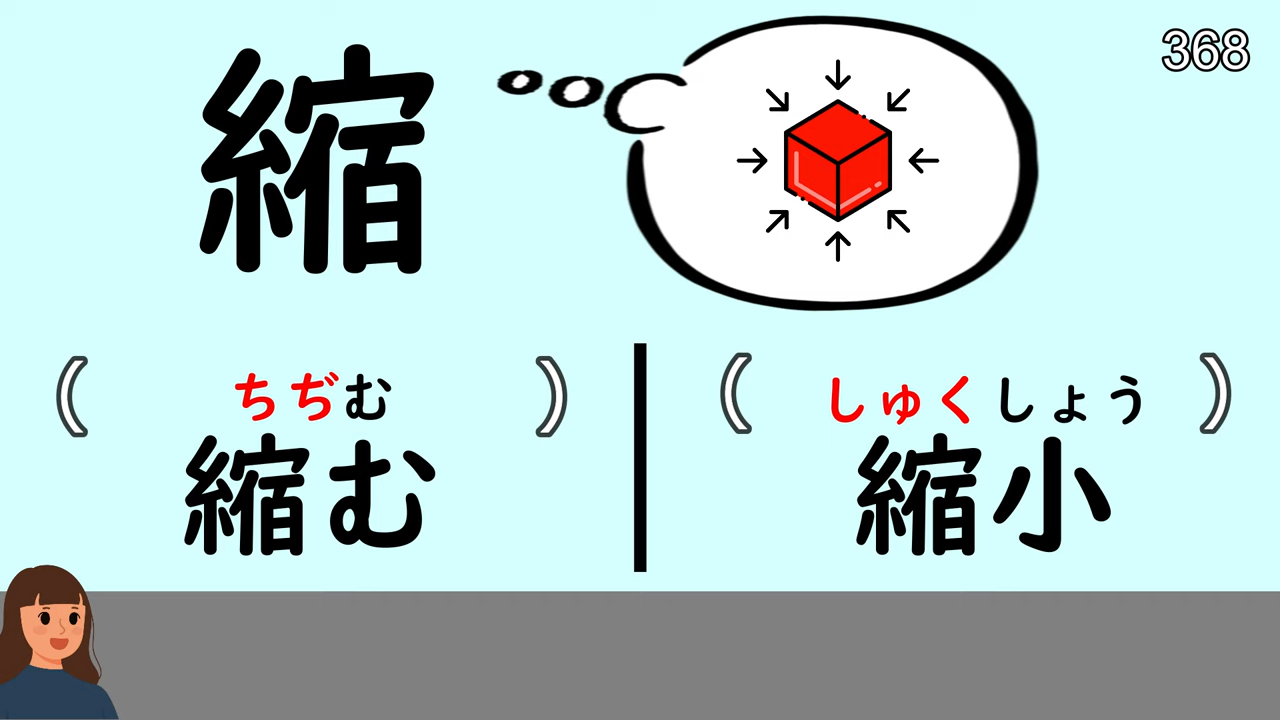 368
縮
( ちぢむ )
縮む
( しゅくしょう )
縮小